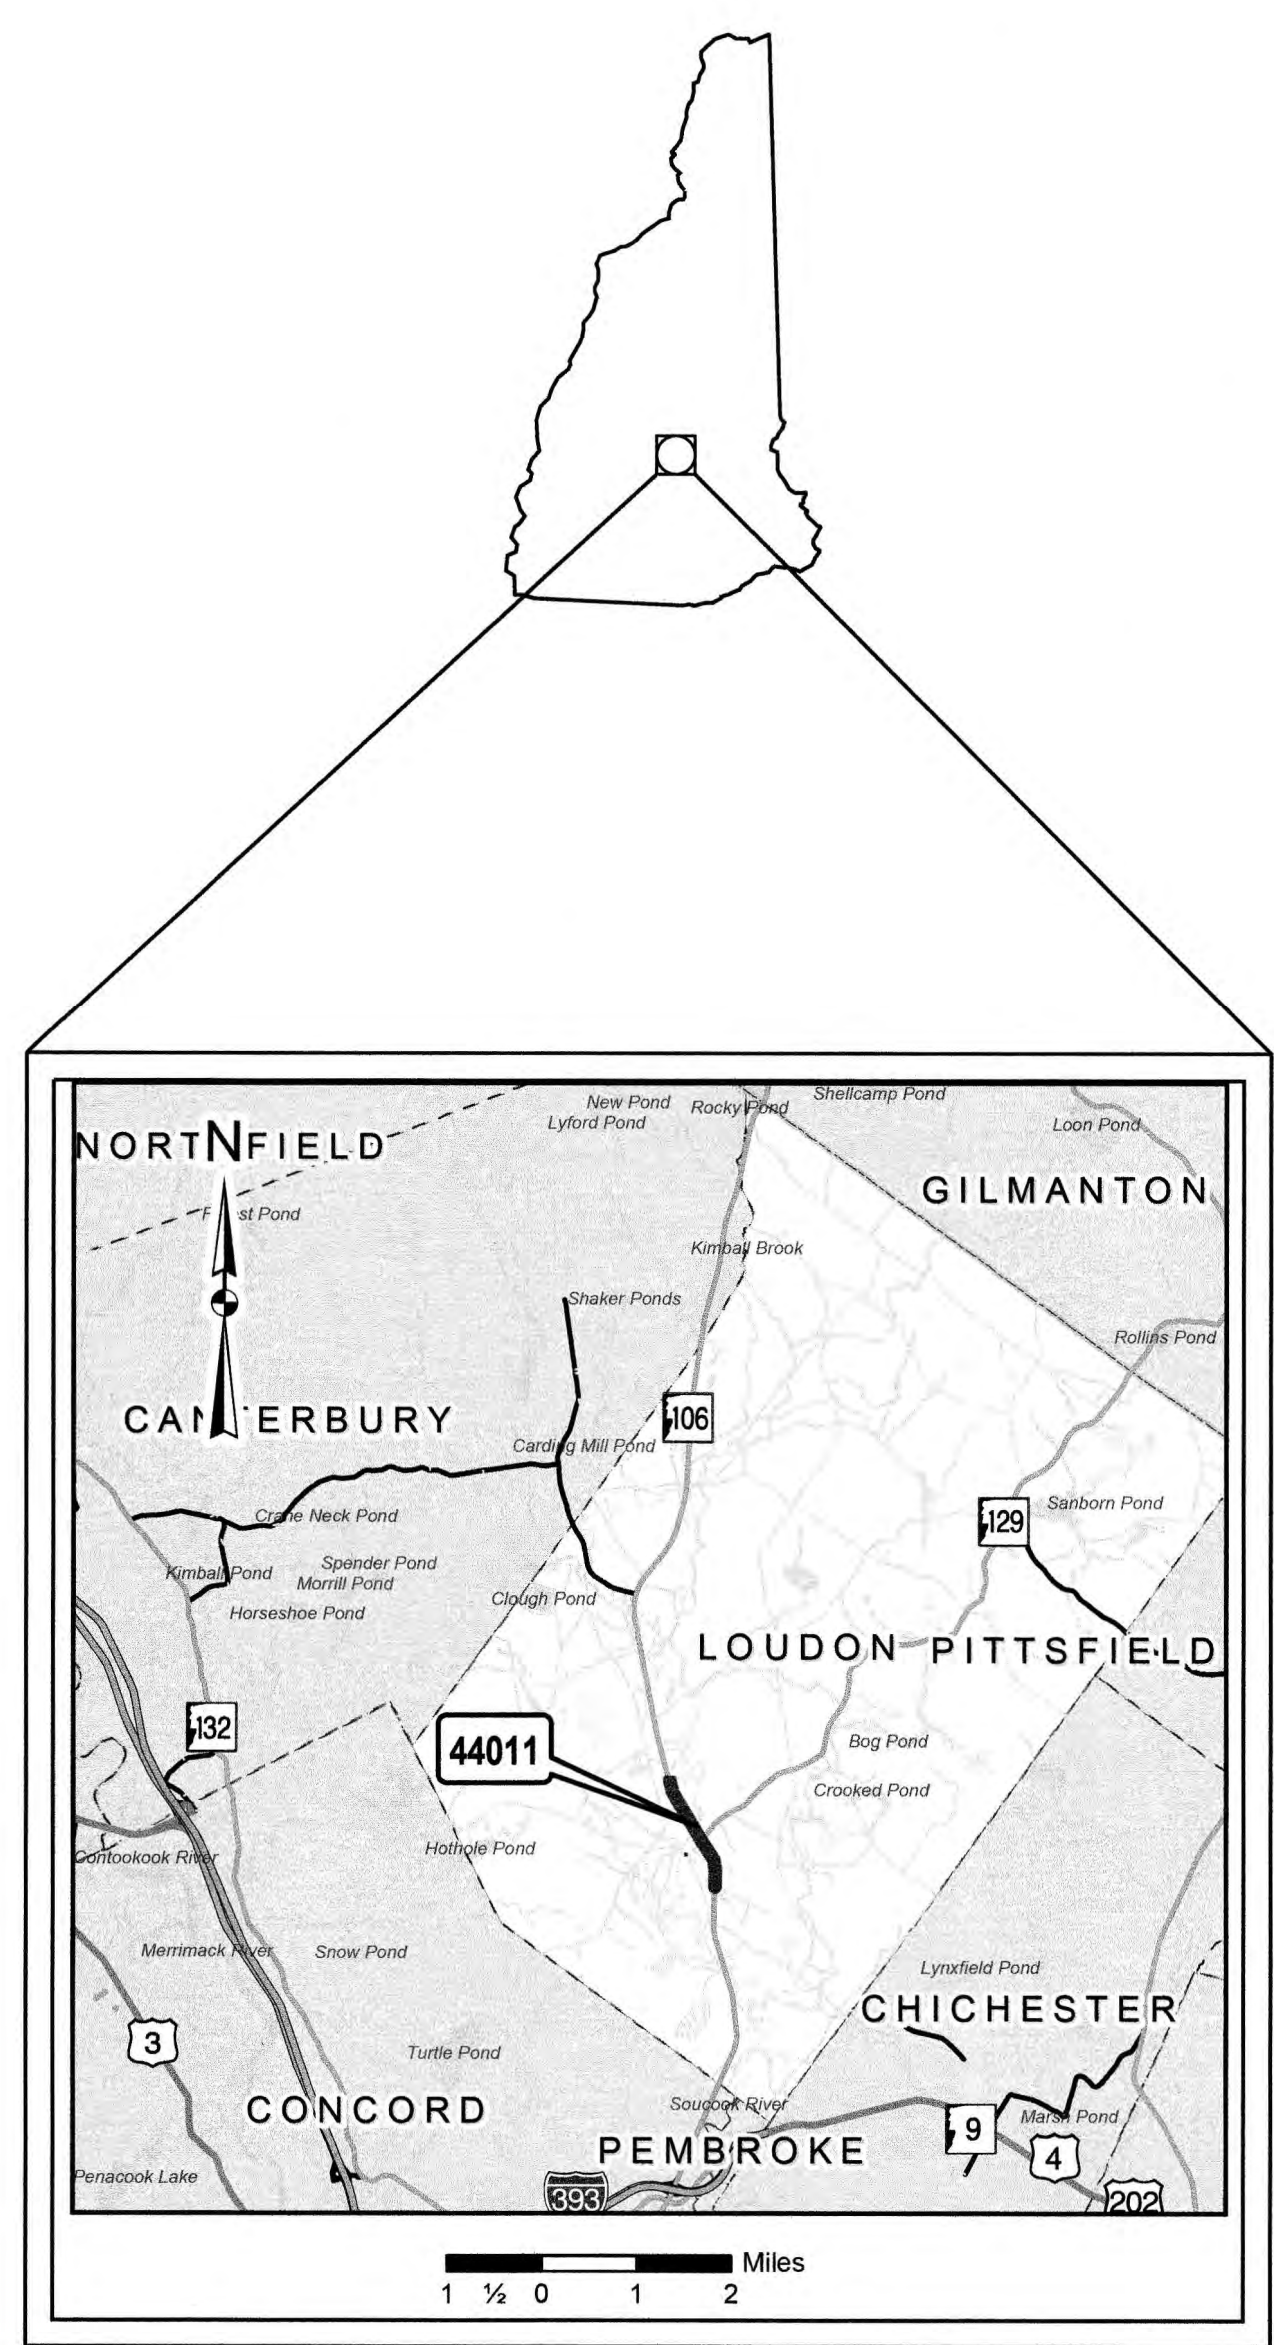 New Pond
Rocky Pond
Shellcamp Pond
Lyford Pond
Loon Pond
NORTHFIELD
N
GILMANTON
st Pond
Kimball Brook
Shaker Ponds
Rollins Pond
CANTERBURY
106
Carding Mill Pond
Crane Neck Pond
129
Sanborn Pond
Kimball Pond
Spender Pond
Morrill Pond
Horseshoe Pond
Clough Pond
LOUDON
PITTSFIELD
132
44011
Bog Pond
Crooked Pond
Hothole Pond
Contookook River
Merrimack River
Snow Pond
Lynxfield Pond
CHICHESTER
3
Turtle Pond
CONCORD
Soucook River
9
Marsh Pond
PEMBROKE
4
Penacook Lake
393
202
Miles
1 ½ 0 1 2